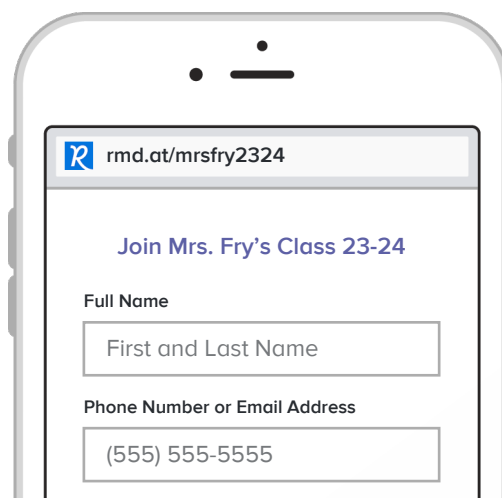 rmd.at/mrsfry2324
Join Mrs. Fry’s Class 23-24
Full Name
First and Last Name
Phone Number or Email Address
(555) 555-5555